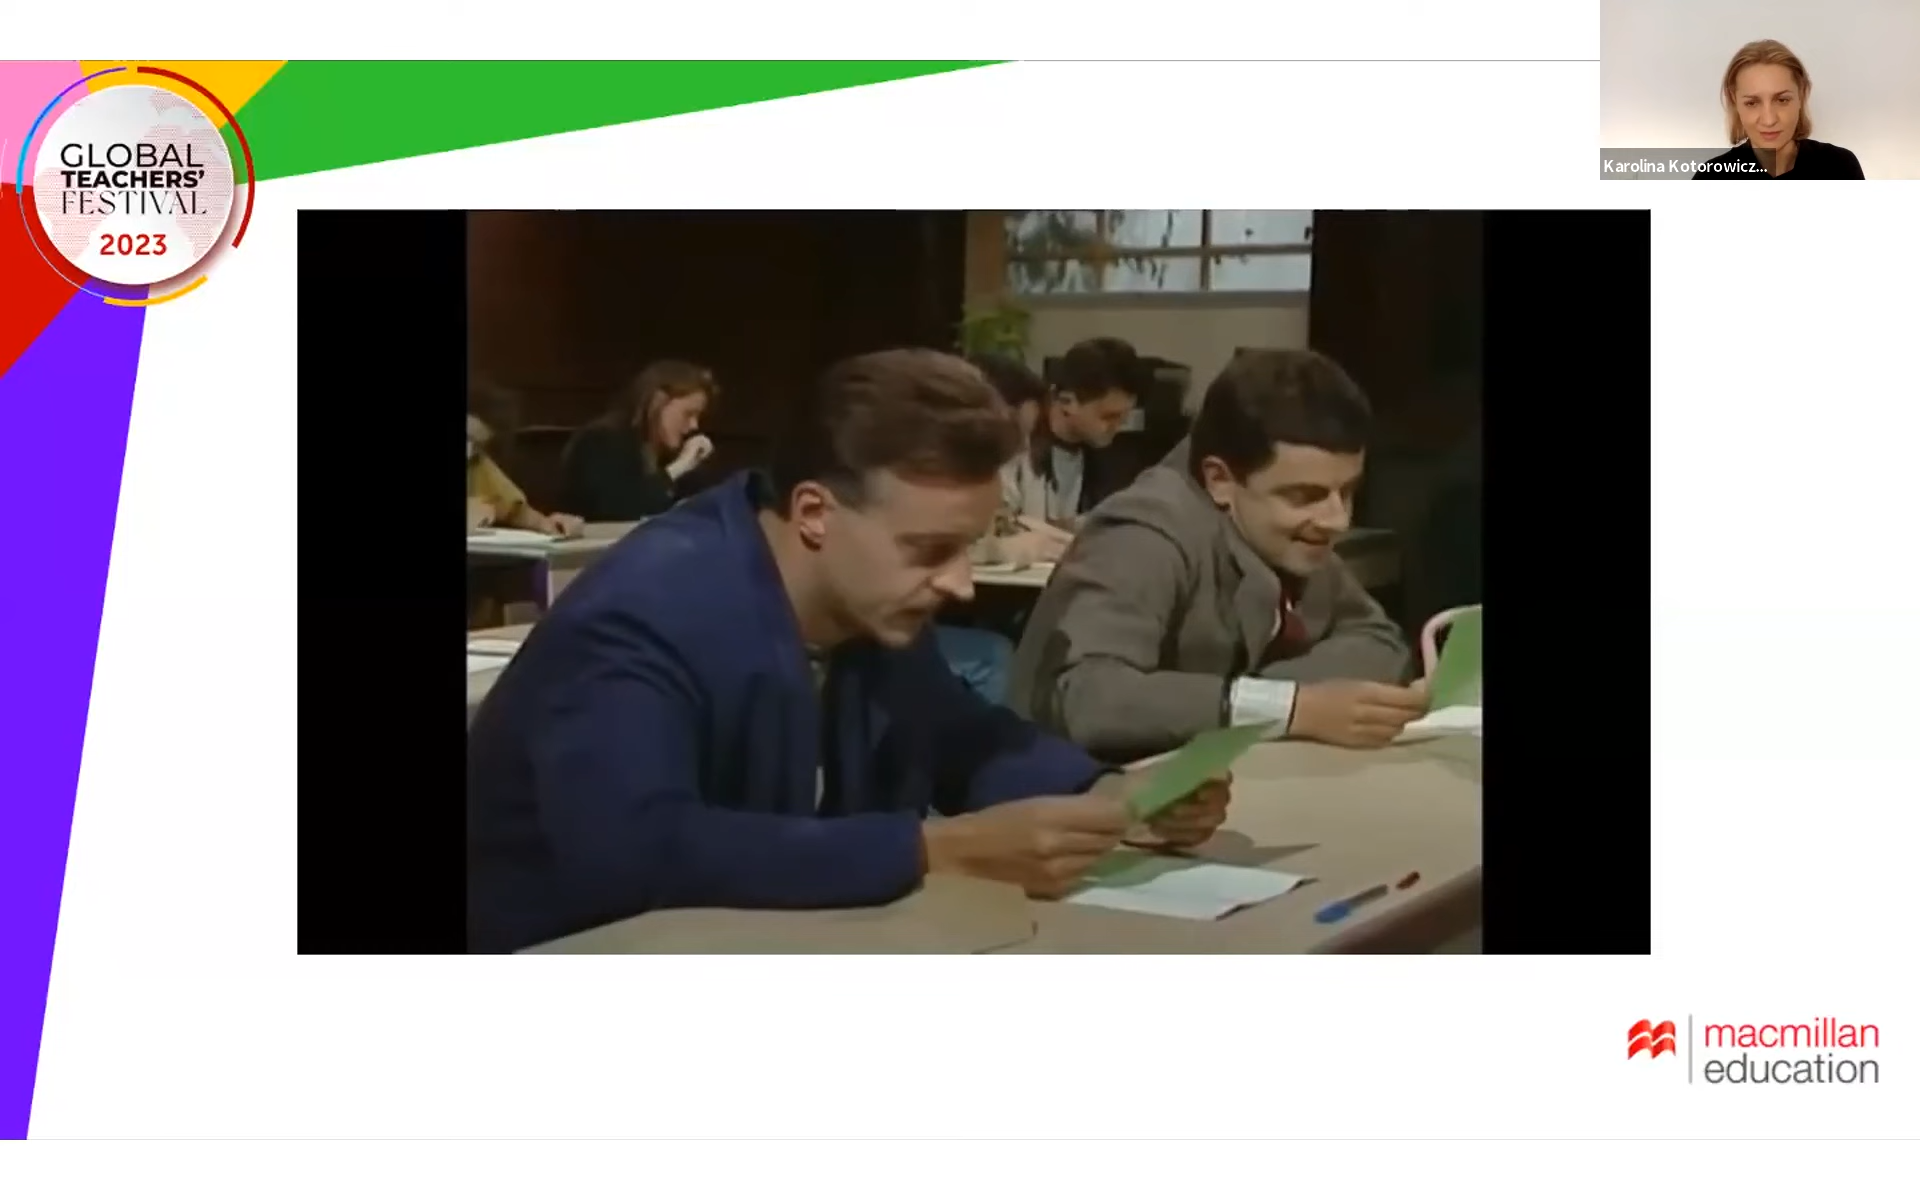 GLOBAL
TEACHERS'
FESTIVAL
2023
Karolina Kotorowicz...
macmillan
education